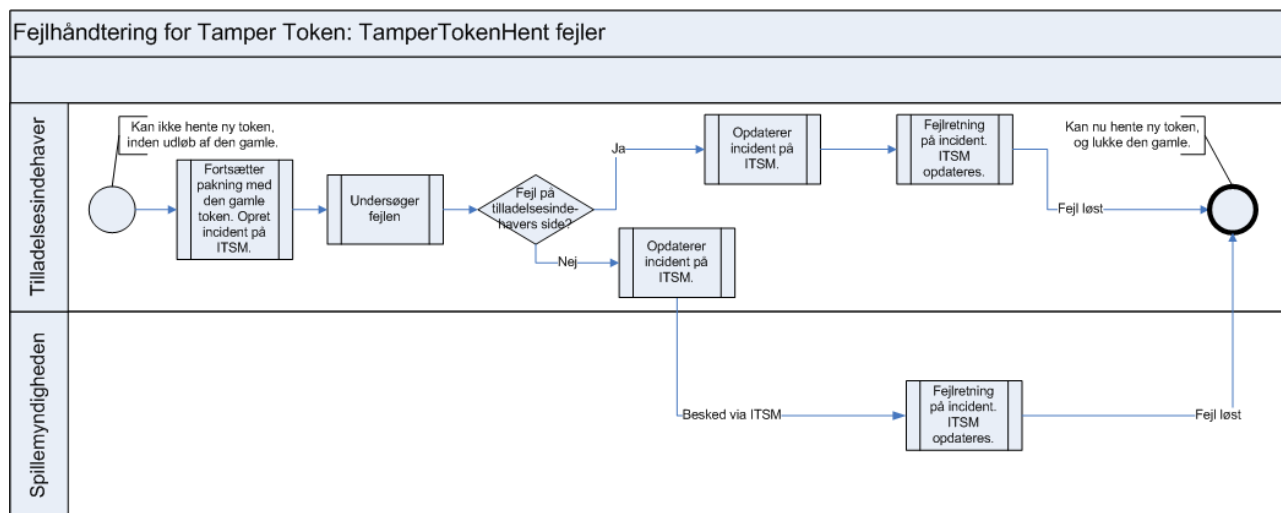 Fejlhåndtering for Tamper Token: TamperTokenHent fejler
Tilladelsesindehaver
Kan ikke hente ny token,
inden udløb af den gamle.
Fortsætter
pakning med
den gamle
token. Opret
incident på
ITSM.
Undersøger
fejlen
Fejl på
tilladelsesinde-
havers side?
Ja
Opdaterer
incident på
ITSM.
Fejlretning
på incident.
ITSM
opdateres.
Fejl løst
Kan nu hente ny token,
og lukke den gamle.
Nej
Opdaterer
incident på
ITSM.
Spillemyndigheden
Besked via ITSM
Fejlretning
på incident.
ITSM
opdateres.
Fejl løst